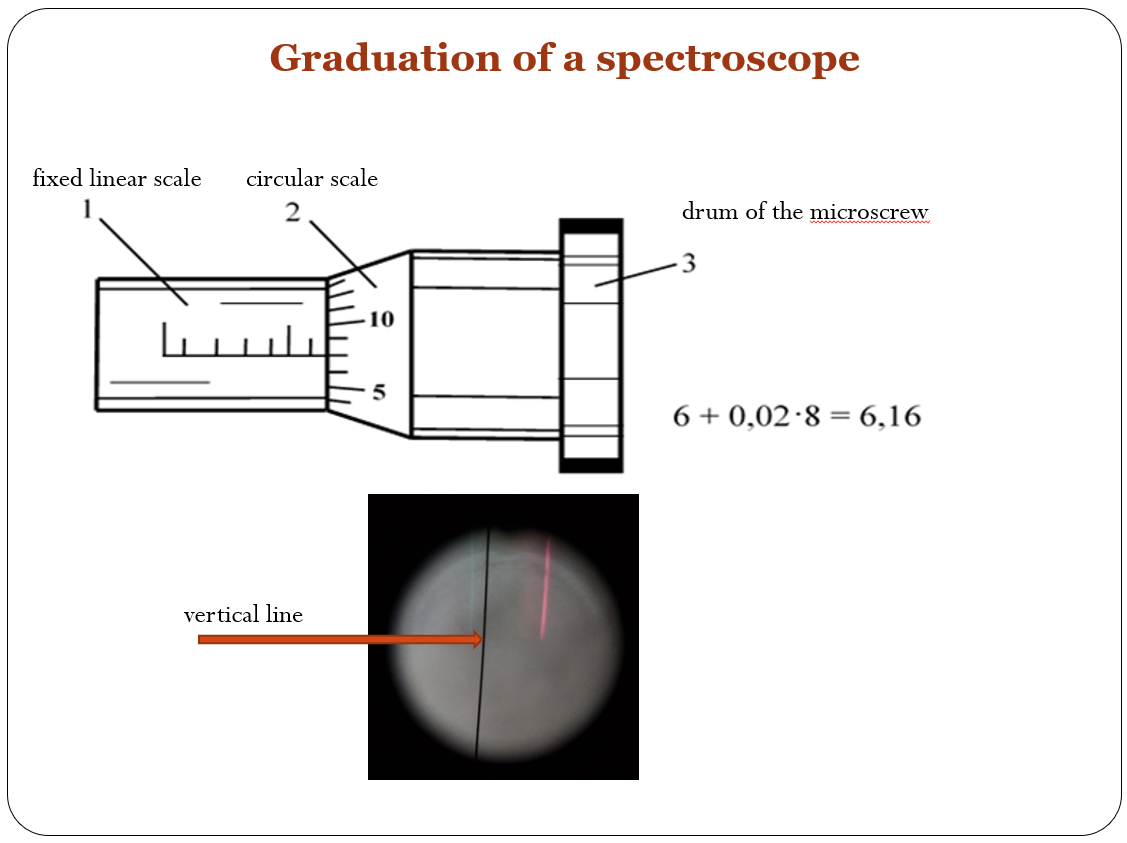 Graduation of a spectroscope
fixed linear scale
circular scale
1
2
drum of the microscrew
3
10
5
6 + 0,02·8 = 6,16
vertical line